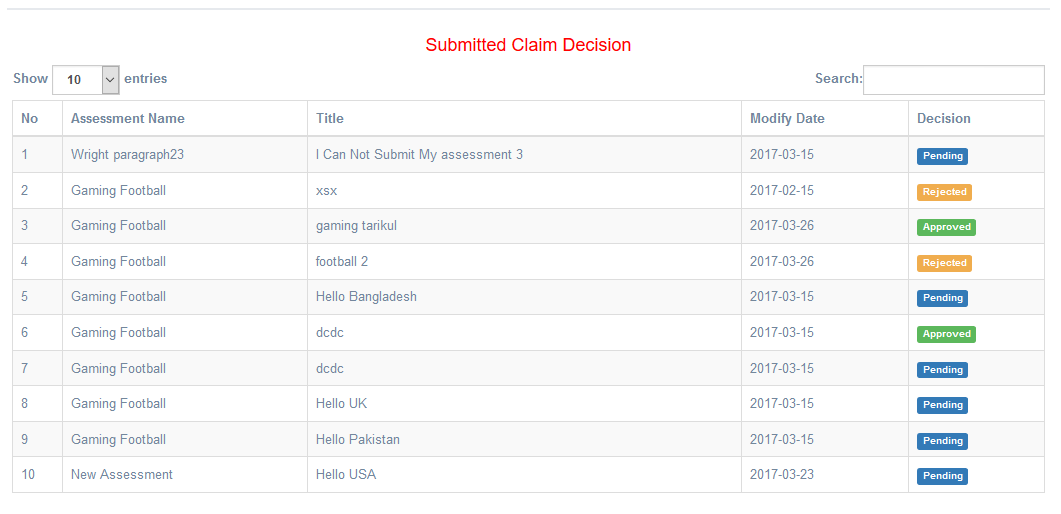 Submitted Claim Decision
Show 10 entries Search:
No Assessment Name Title Modify Date Decision
1 Wright paragraph23 I Can Not Submit My assessment 3 2017-03-15 Pending
2 Gaming Football xsx 2017-02-15 Rejected
3 Gaming Football gaming tarikul 2017-03-26 Approved
4 Gaming Football football 2 2017-03-26 Rejected
5 Gaming Football Hello Bangladesh 2017-03-15 Pending
6 Gaming Football dcdc 2017-03-15 Approved
7 Gaming Football dcdc 2017-03-15 Pending
8 Gaming Football Hello UK 2017-03-15 Pending
9 Gaming Football Hello Pakistan 2017-03-15 Pending
10 New Assessment Hello USA 2017-03-23 Pending